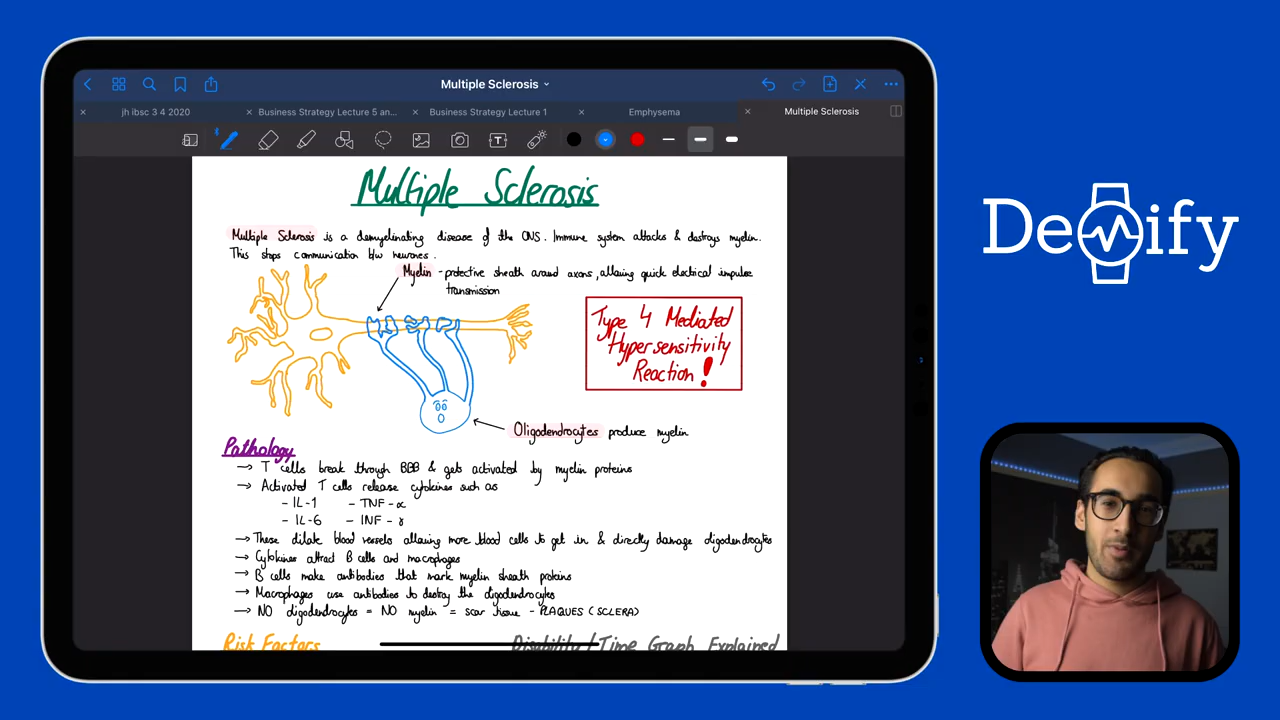 Multiple Sclerosis
jh ibsc 3 4 2020
Business Strategy Lecture 5 an...
Business Strategy Lecture 1
Emphysema
Multiple Sclerosis
T
Multiple Sclerosis
Multiple Sclerosis is a demyelinating disease of the CNS. Immune system attacks & destroys myelin.
This stops communication b/w neurones.
Myelin - protective sheath around axons, allowing quick electrical impulse
transmission
Type 4 Mediated
Hypersensitivity
Reaction!
Oligodendrocytes produce myelin
Pathology
→ T cells break through BBB & gets activated by myelin proteins
→ Activated T cells release cytokines such as
- IL-1 - TNF-α
- IL-6 - INF-γ
→ These dilate blood vessels allowing more blood cells to get in & directly damage oligodendrocytes
→ Cytokines attract B cells and macrophages
→ B cells make antibodies that mark myelin sheath proteins
→ Macrophages use antibodies to destroy the oligodendrocytes
→ NO oligodendrocytes = NO myelin = scar tissue - PLAQUES (SCLERA)
Risk Factors
Disability / Time Graph Explained
Deoify